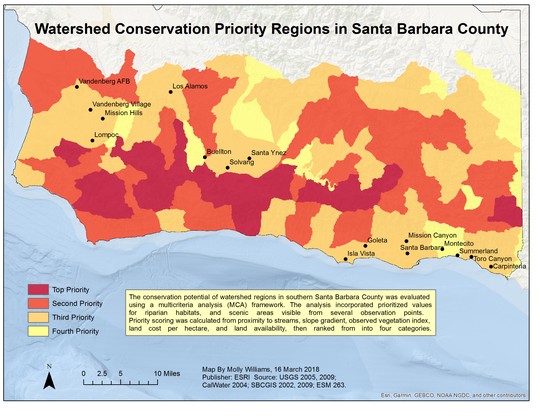 Watershed Conservation Priority Regions in Santa Barbara County
Vandenberg AFB
Los Alamos
Vandenberg Village
Mission Hills
Lompoc
Buellton
Santa Ynez
Solvang
Mission Canyon
Goleta
Santa Barbara
Montecito
Isla Vista
Summerland
Toro Canyon
Carpinteria
Top Priority
Second Priority
Third Priority
Fourth Priority
The conservation potential of watershed regions in southern Santa Barbara County was evaluated
using a multicriteria analysis (MCA) framework. The analysis incorporated prioritized values
for riparian habitats, and scenic areas visible from several observation points.
Priority scoring was calculated from proximity to streams, slope gradient, observed vegetation index,
land cost per hectare, and land availability, then ranked from into four categories.
N
0 2.5 5 10 Miles
Map By Molly Williams, 16 March 2018
Publisher: ESRI Source: USGS 2005, 2009;
CalWater 2004; SBCGIS 2002, 2009; ESM 263.
Esri, Garmin, GEBCO, NOAA NGDC, and other contributors